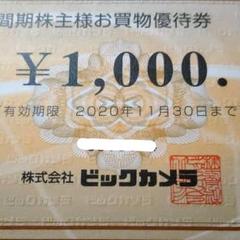 間期株主様お買物優待券
¥1,000.
有効期限 2020年11月30日まで
株式会社 ビックカメラ